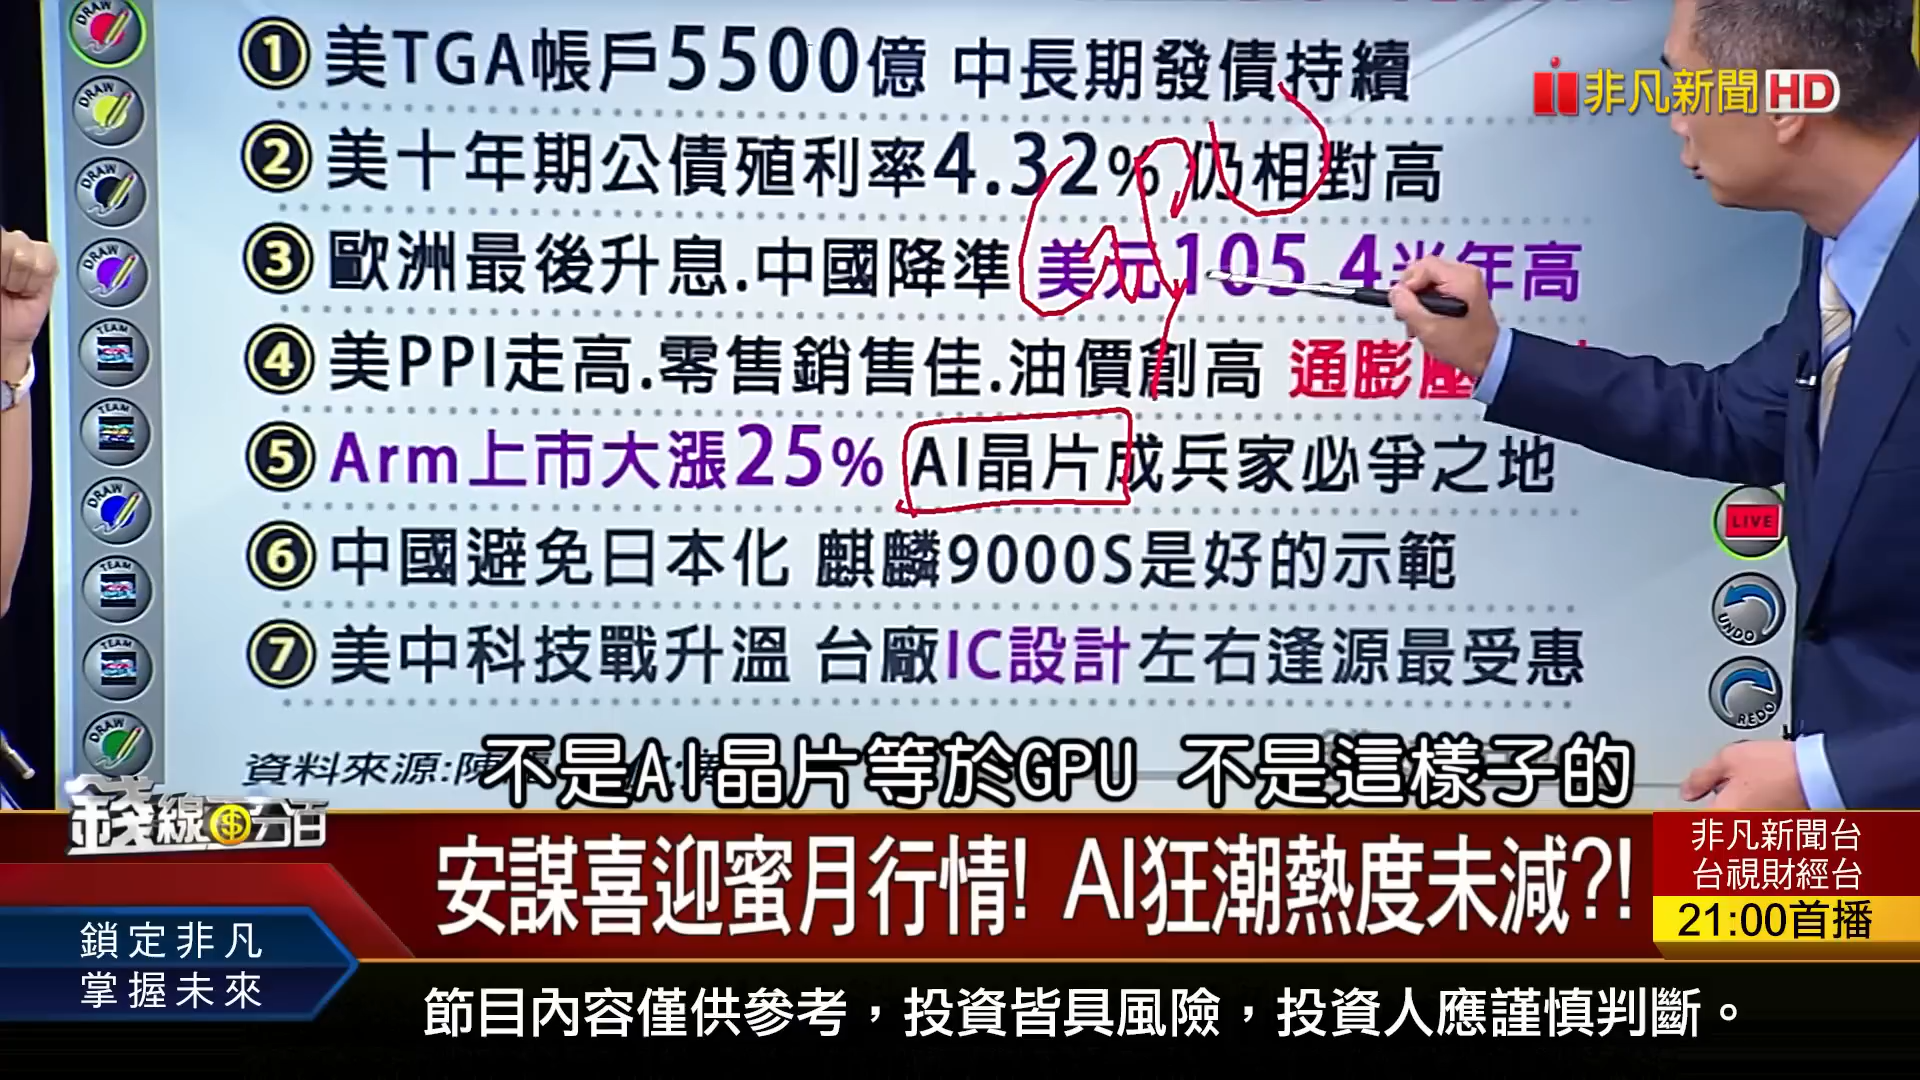 ①美TGA帳戶5500億 中長期發債持續
②美十年期公債殖利率4.32% 仍相對高
③歐洲最後升息.中國降準 美元105.4半年高
④美PPI走高.零售銷售佳.油價創高 通膨壓
⑤Arm上市大漲25% AI晶片成兵家必爭之地
⑥中國避免日本化 麒麟9000S是好的示範
⑦美中科技戰升溫 台廠IC設計左右逢源最受惠
GPU
資料來源:陳
DRAW
DRAW
DRAW
DRAW
TEAM
TEAM
DRAW
TEAM
TEAM
DRAW
非凡新聞HD
LIVE
UNDO
REDO
不是AI晶片等於GPU 不是這樣子的
錢線百分百
安謀喜迎蜜月行情! AI狂潮熱度未減?!
非凡新聞台
台視財經台
21:00首播
鎖定非凡
掌握未來
節目內容僅供參考，投資皆具風險，投資人應謹慎判斷。